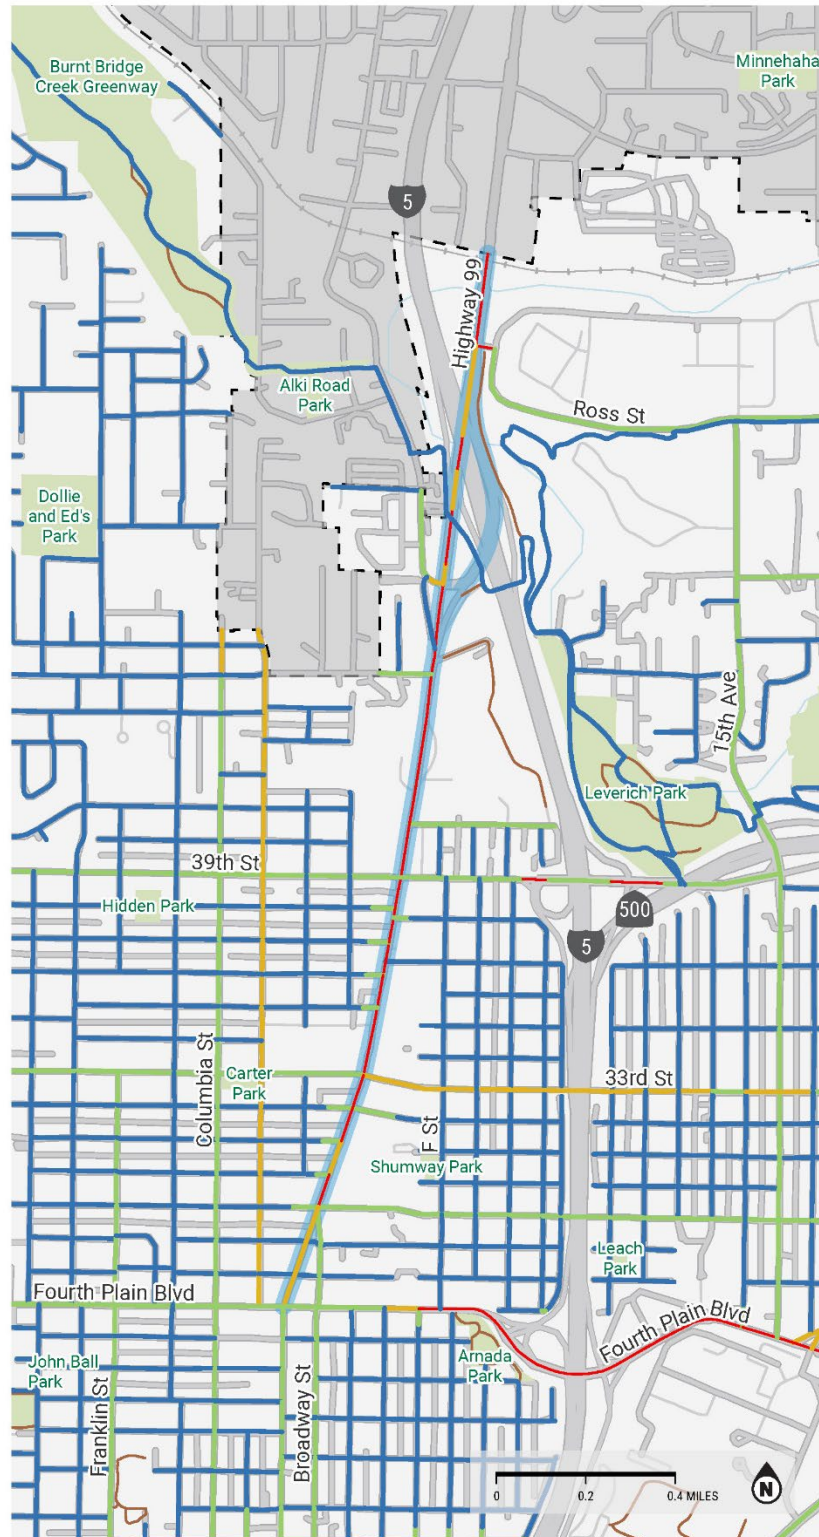 Burnt Bridge
Creek Greenway
Minnehaha
Park
5
Highway 99
Alki Road
Park
Ross St
Dollie
and Ed's
Park
15th Ave
Leverich Park
39th St
Hidden Park
500
5
Columbia St
Carter
Park
33rd St
F St
Shumway Park
Leach
Park
Fourth Plain Blvd
Fourth Plain Blvd
John Ball
Park
Franklin St
Broadway St
Arnada
Park
0 0.2 0.4 MILES
N